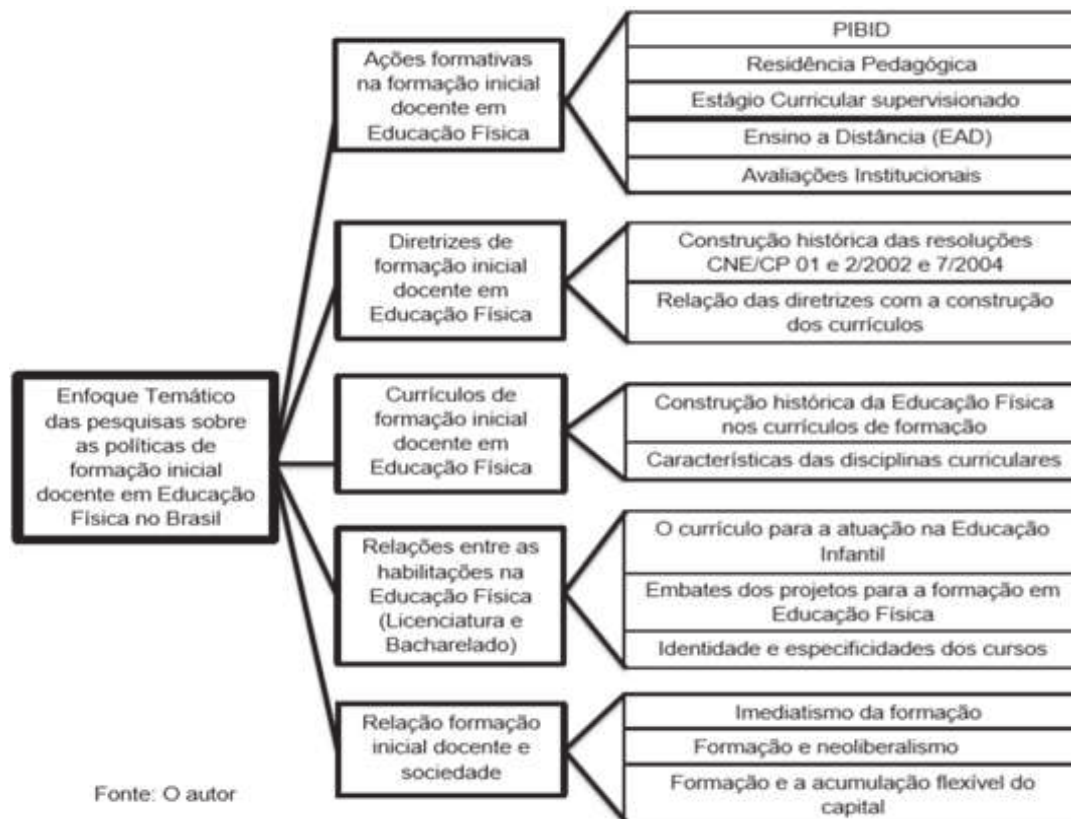 Enfoque Temático
das pesquisas sobre
as políticas de
formação inicial
docente em Educação
Física no Brasil
Ações formativas
na formação inicial
docente em
Educação Física
PIBID
Residência Pedagógica
Estágio Curricular supervisionado
Ensino a Distância (EAD)
Avaliações Institucionais
Diretrizes de
formação inicial
docente em
Educação Física
Construção histórica das resoluções
CNE/CP 01 e 2/2002 e 7/2004
Relação das diretrizes com a construção
dos currículos
Currículos de
formação inicial
docente em
Educação Física
Construção histórica da Educação Física
nos currículos de formação
Características das disciplinas curriculares
Relações entre as
habilitações na
Educação Física
(Licenciatura e
Bacharelado)
O currículo para a atuação na Educação
Infantil
Embates dos projetos para a formação em
Educação Física
Identidade e especificidades dos cursos
Relação formação
inicial docente e
sociedade
Imediatismo da formação
Formação e neoliberalismo
Formação e a acumulação flexível do
capital
Fonte: O autor